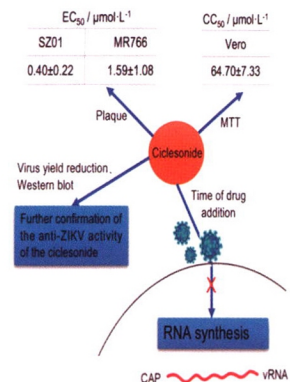 EC50 / μmol·L-1
CC50 / μmol·L-1
SZ01 MR766
Vero
0.40±0.22 1.59±1.08
64.70±7.33
Plaque
MTT
Ciclesonide
Virus yield reduction、
Western blot
Time of drug
addition
Further confirmation of
the anti-ZIKV activity
of the ciclesonide
RNA synthesis
CAP vRNA